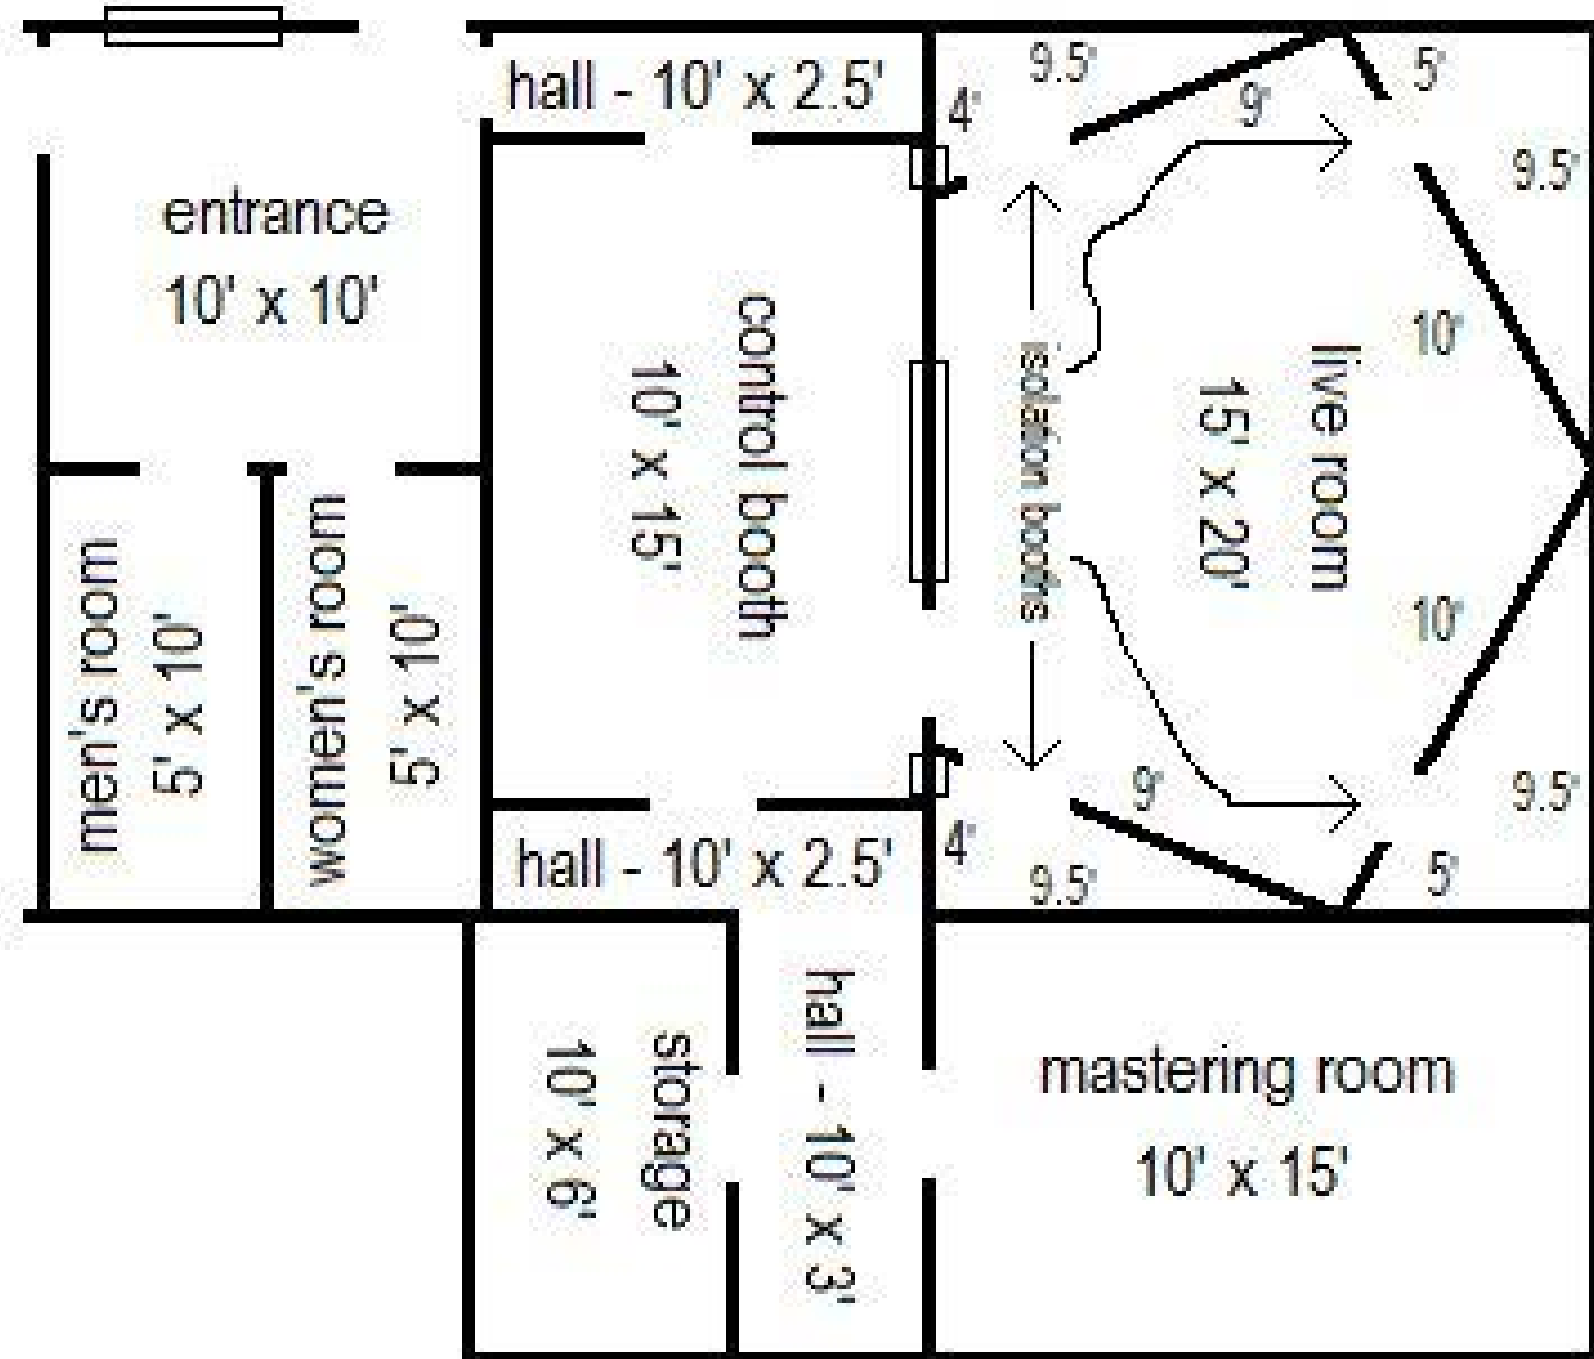 hall - 10' x 2.5'
9.5'
5'
4'
9'
9.5'
entrance
10' x 10'
control booth
10' x 15'
isolation booths
live room
15' x 20'
10'
10'
men's room
5' x 10'
women's room
5' x 10'
9'
9.5'
hall - 10' x 2.5'
4'
9.5'
5'
storage
10' x 6'
hall - 10' x 3'
mastering room
10' x 15'